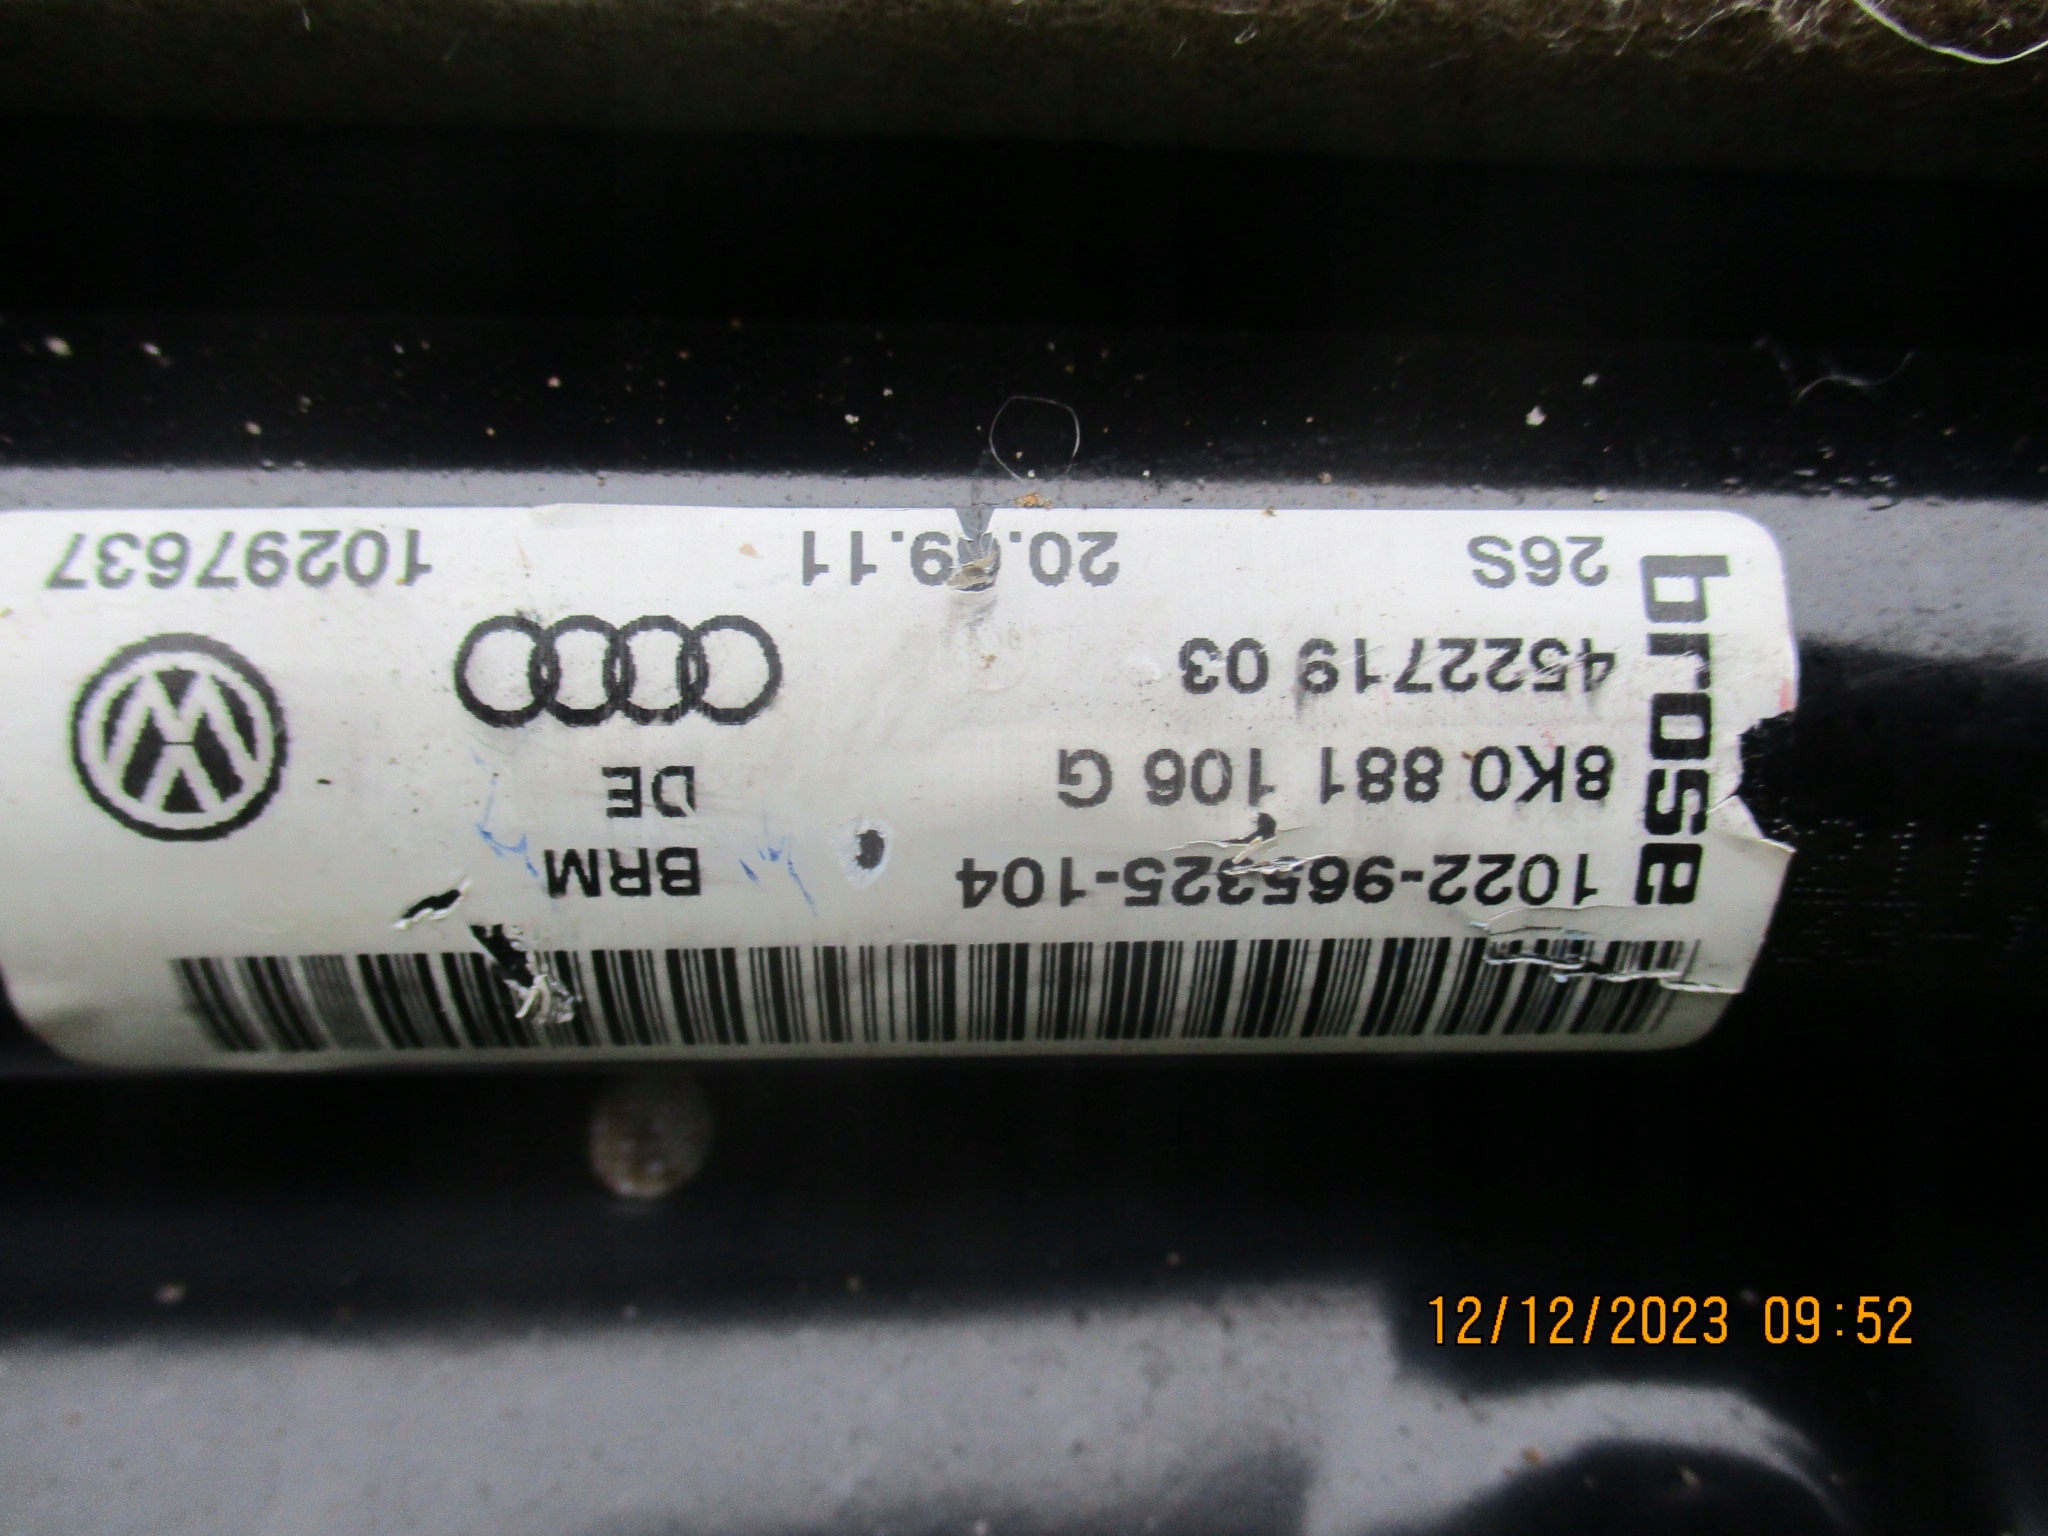 brose
1022-965325-104
BRM
8K0 881 106 G
DE
4522719 03
26S
20.09.11
10297637
12/12/2023 09:52